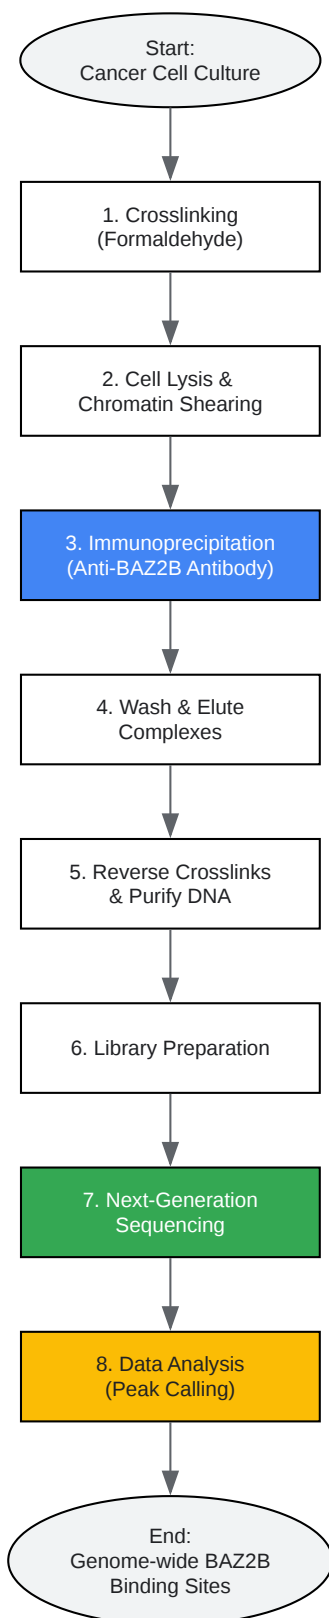 Start:
Cancer Cell Culture
1. Crosslinking
(Formaldehyde)
2. Cell Lysis &
Chromatin Shearing
3. Immunoprecipitation
(Anti-BAZ2B Antibody)
4. Wash & Elute
Complexes
5. Reverse Crosslinks
& Purify DNA
6. Library Preparation
7. Next-Generation
Sequencing
8. Data Analysis
(Peak Calling)
End:
Genome-wide BAZ2B
Binding Sites